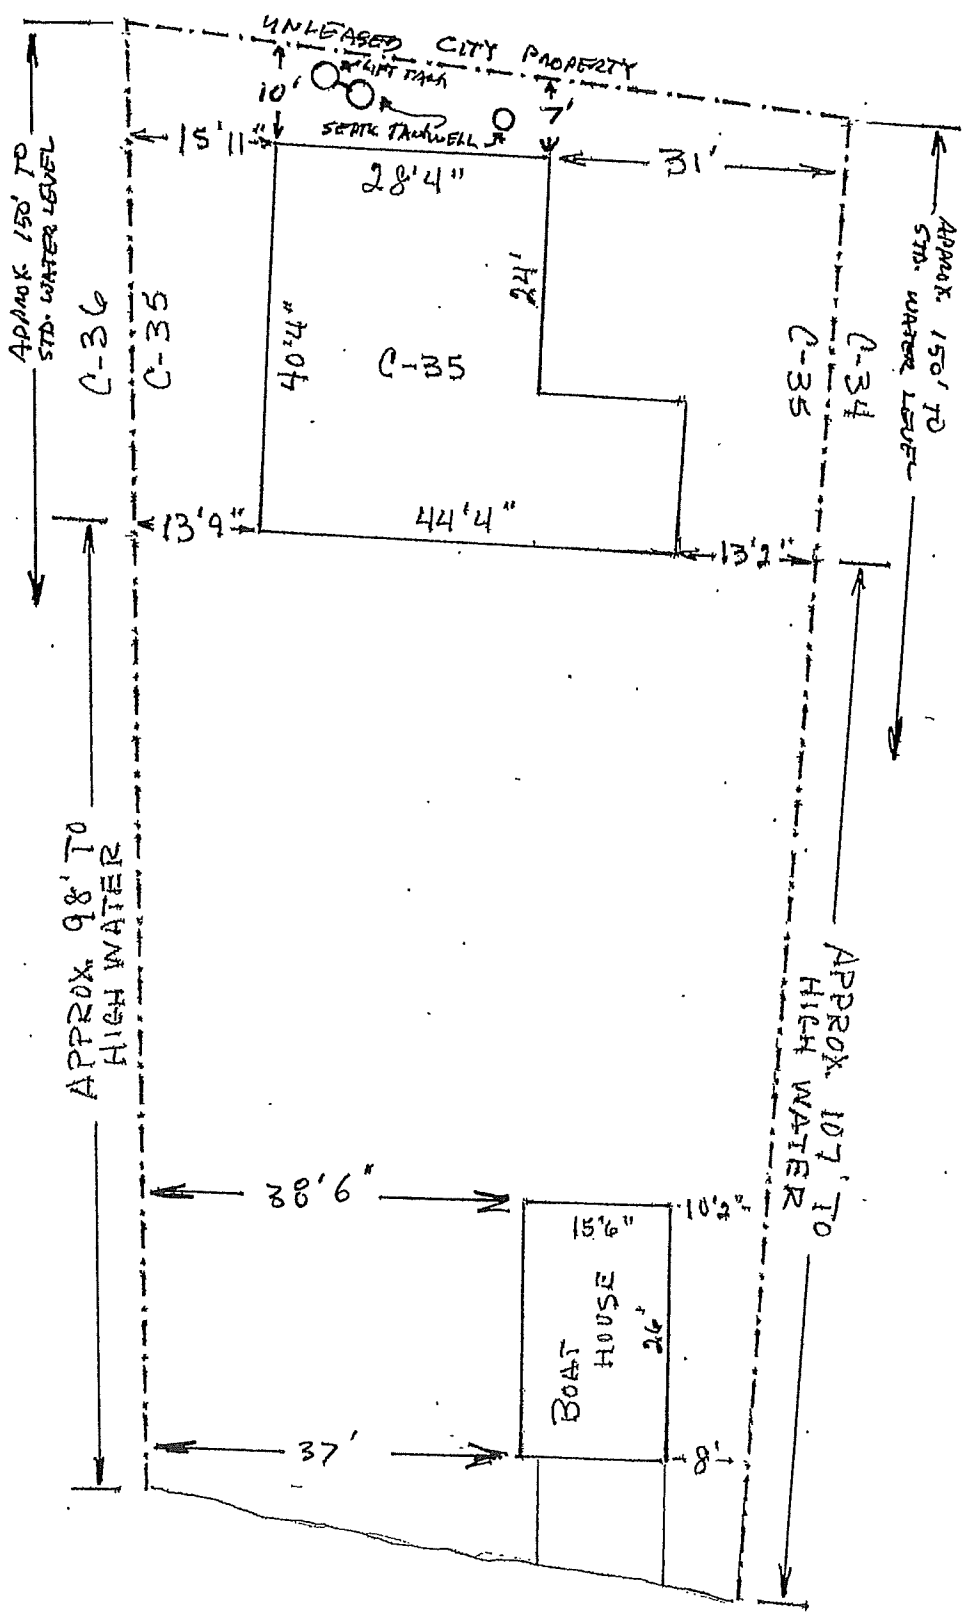 UNLEASED CITY PROPERTY
LIFT TANK
10'
7'
SEPTIC TANK
WELL
15'11"
28'4"
31'
APPROX. 150' TO
STD. WATER LEVEL
C-36
C-35
40'4"
C-35
24'
C-35
C-34
APPROX. 150' TO
STD. WATER LEVEL
13'9"
44'4"
13'2"
APPROX. 98' TO
HIGH WATER
APPROX. 107' TO
HIGH WATER
38'6"
15'6"
10'2"
BOAT
HOUSE
26'
37'
8'